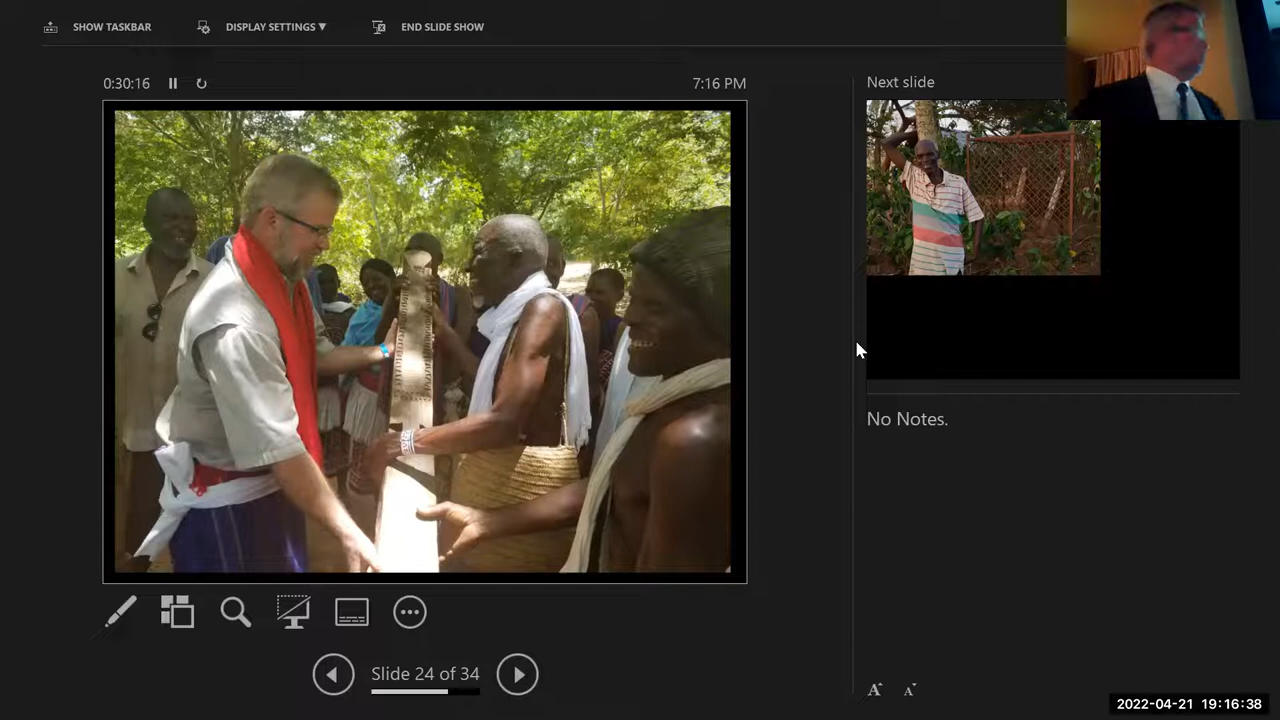 SHOW TASKBAR DISPLAY SETTINGS ▼ END SLIDE SHOW
0:30:16 7:16 PM
Next slide
No Notes.
Slide 24 of 34
A A
2022-04-21 19:16:38